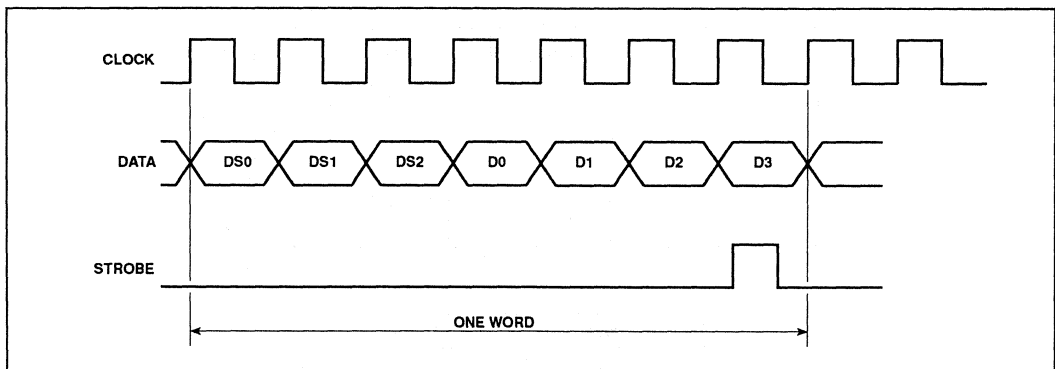 CLOCK
DATA DS0 DS1 DS2 D0 D1 D2 D3
STROBE
ONE WORD